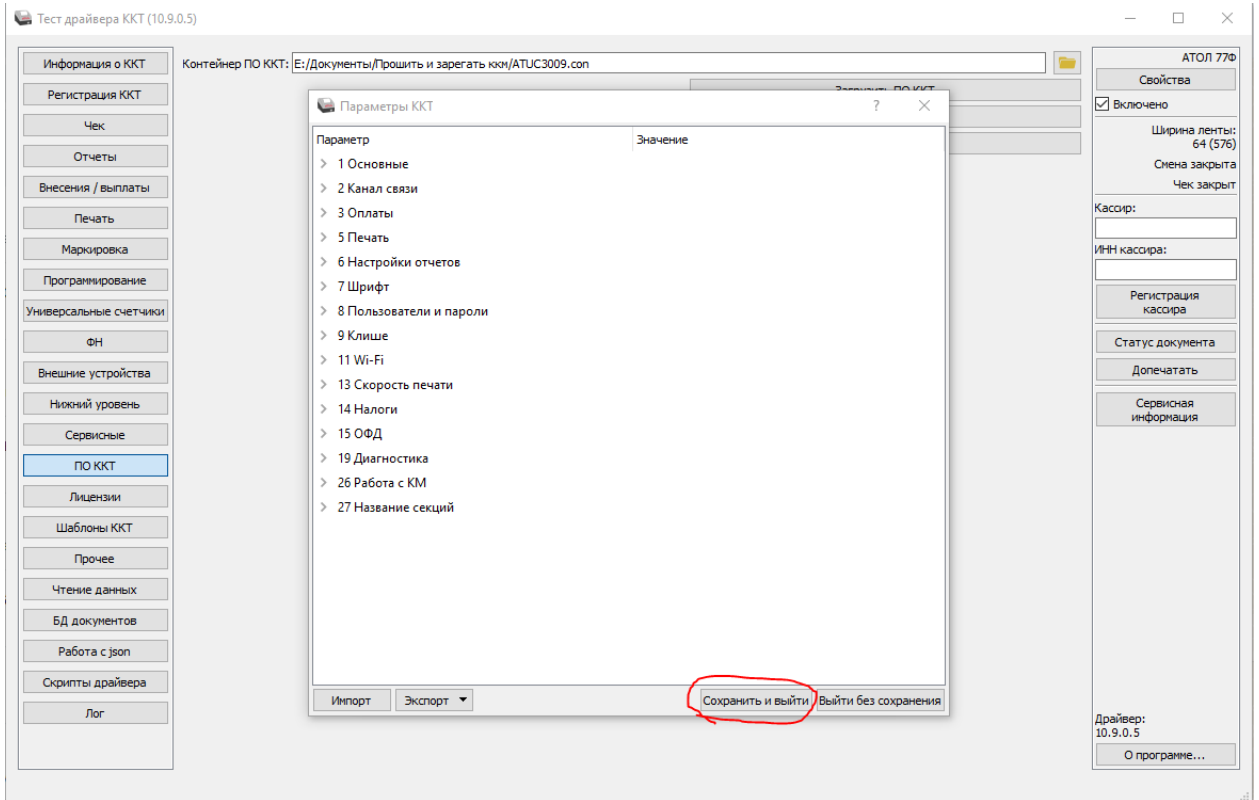 Тест драйвера ККТ (10.9.0.5)
Информация о ККТ
Регистрация ККТ
Чек
Отчеты
Внесения / выплаты
Печать
Маркировка
Программирование
Универсальные счетчики
ФН
Внешние устройства
Нижний уровень
Сервисные
ПО ККТ
Лицензии
Шаблоны ККТ
Прочее
Чтение данных
БД документов
Работа с json
Скрипты драйвера
Лог
Контейнер ПО ККТ: E:/Документы/Прошить и зарегать ккм/ATUC3009.con
Загрузить ПО ККТ
Параметры ККТ
Параметр Значение
1 Основные
2 Канал связи
3 Оплаты
5 Печать
6 Настройки отчетов
7 Шрифт
8 Пользователи и пароли
9 Клише
11 Wi-Fi
13 Скорость печати
14 Налоги
15 ОФД
19 Диагностика
26 Работа с КМ
27 Название секций
Импорт Экспорт Сохранить и выйти Выйти без сохранения
АТОЛ 77Ф
Свойства
Включено
Ширина ленты:
64 (576)
Смена закрыта
Чек закрыт
Кассир:
ИНН кассира:
Регистрация
кассира
Статус документа
Допечатать
Сервисная
информация
Драйвер:
10.9.0.5
О программе...